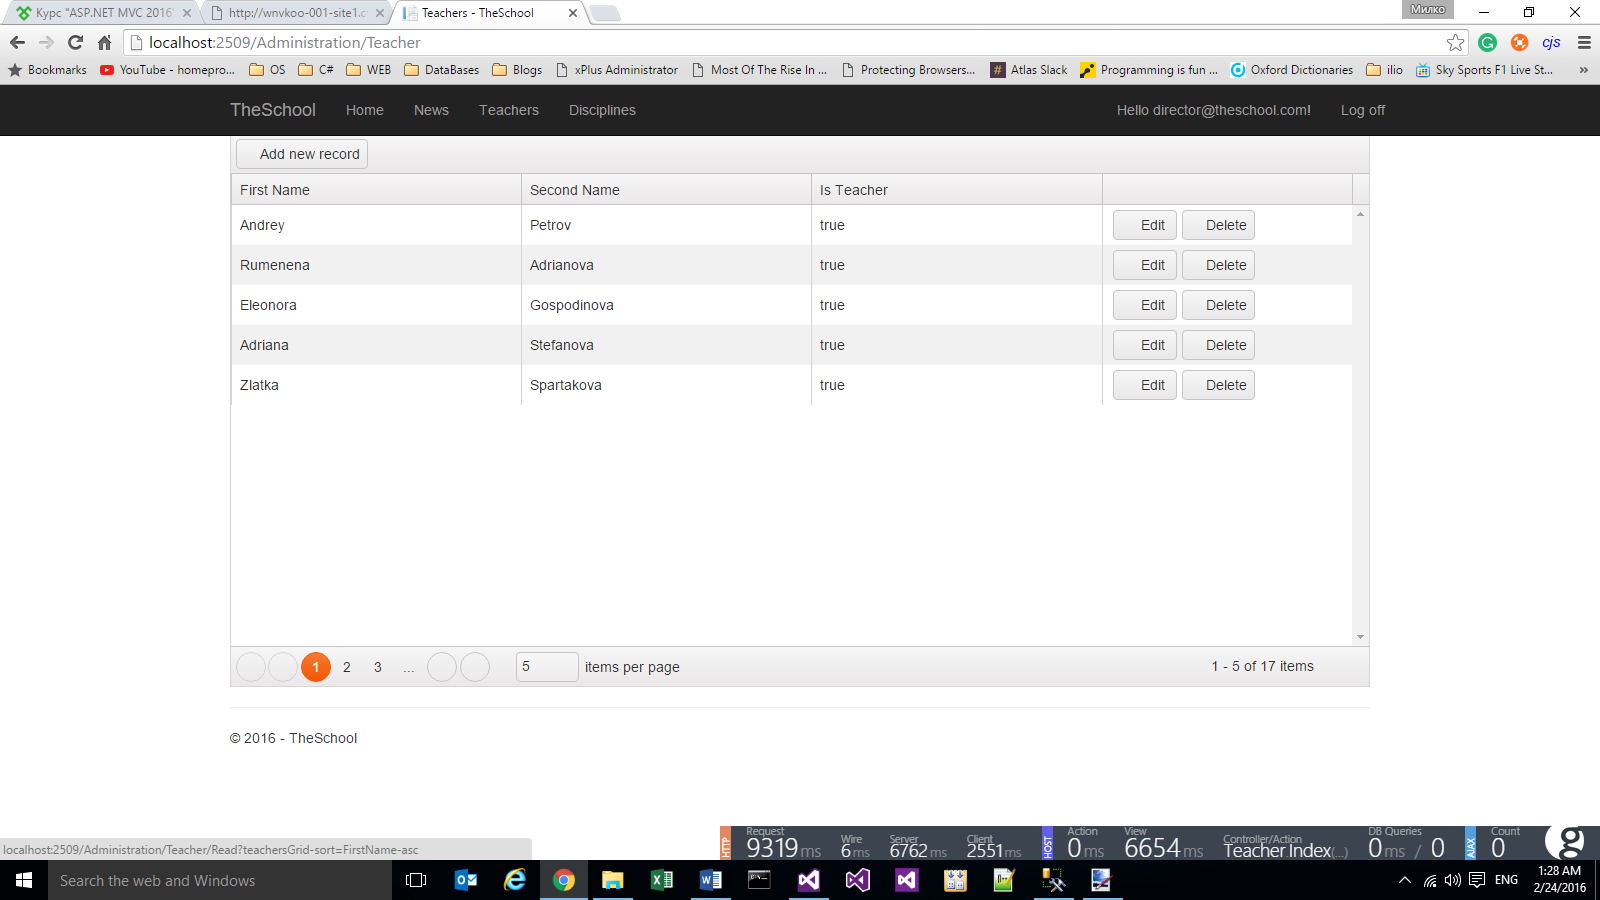 Курс "ASP.NET MVC 2016"
http://wnvkoo-001-site1.c
Teachers - TheSchool
Милко
localhost:2509/Administration/Teacher
cjs
Bookmarks
YouTube - homepro...
OS
C#
WEB
DataBases
Blogs
xPlus Administrator
Most Of The Rise In ...
Protecting Browsers...
Atlas Slack
Programming is fun ...
Oxford Dictionaries
ilio
Sky Sports F1 Live St...
»
TheSchool Home News Teachers Disciplines Hello director@theschool.com! Log off
Add new record
First Name Second Name Is Teacher
Andrey Petrov true Edit Delete
Rumenena Adrianova true Edit Delete
Eleonora Gospodinova true Edit Delete
Adriana Stefanova true Edit Delete
Zlatka Spartakova true Edit Delete
1 2 3 ... 5 items per page 1 - 5 of 17 items
© 2016 - TheSchool
localhost:2509/Administration/Teacher/Read?teachersGrid-sort=FirstName-asc
HTTP
Request
9319 ms
Wire
6 ms
Server
6762 ms
Client
2551 ms
HOST
Action
0 ms
View
6654 ms
Controller/Action
Teacher.Index(...)
DB Queries
0 ms / 0
AJAX
Count
0
g
Search the web and Windows
ENG
1:28 AM
2/24/2016